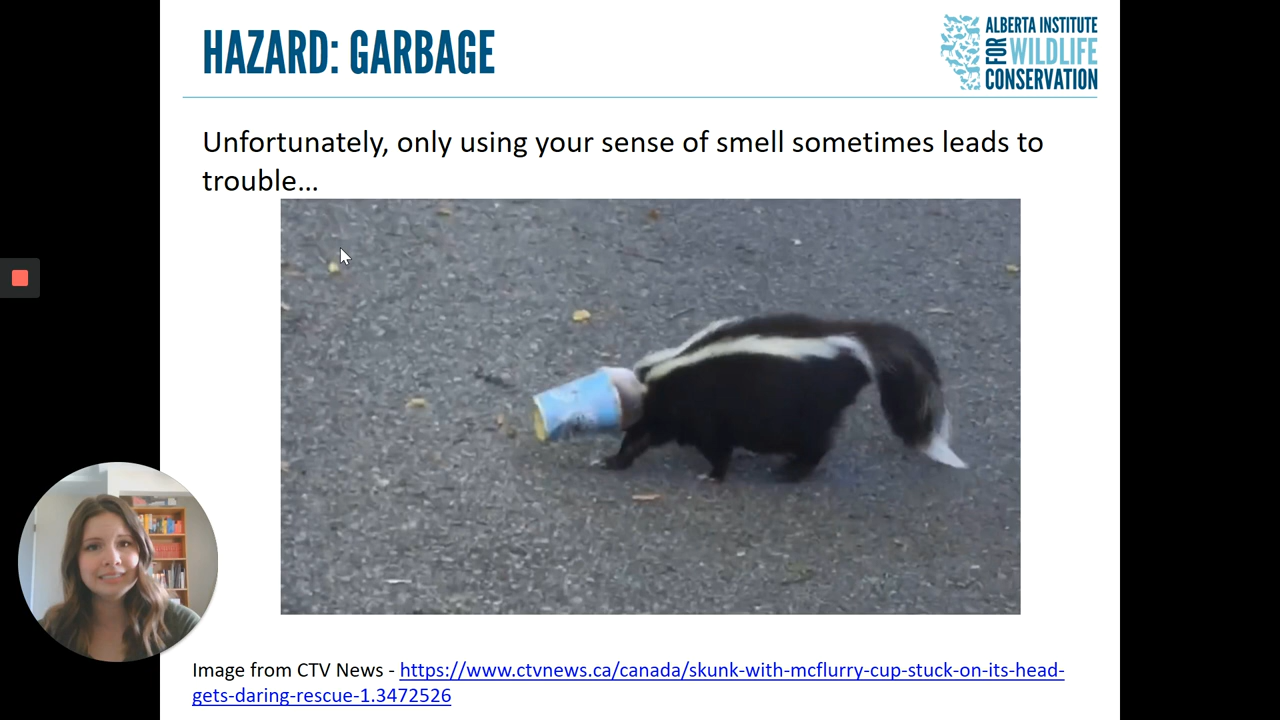 HAZARD: GARBAGE
ALBERTA INSTITUTE
FOR WILDLIFE
CONSERVATION
Unfortunately, only using your sense of smell sometimes leads to
trouble...
Image from CTV News - https://www.ctvnews.ca/canada/skunk-with-mcflurry-cup-stuck-on-its-head-
gets-daring-rescue-1.3472526